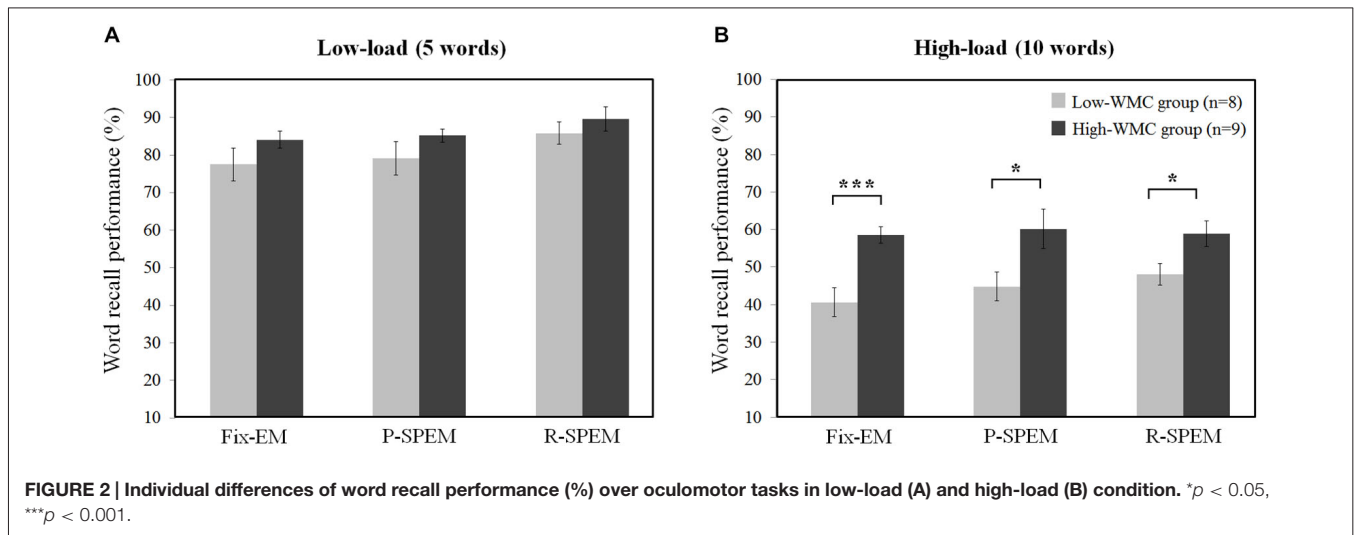 A
Low-load (5 words)
Word recall performance (%)
100
90
80
70
60
50
40
30
20
10
Fix-EM P-SPEM R-SPEM
B
High-load (10 words)
Word recall performance (%)
100
90
80
70
60
50
40
30
20
10
Low-WMC group (n=8)
High-WMC group (n=9)
***
*
*
Fix-EM P-SPEM R-SPEM
FIGURE 2 | Individual differences of word recall performance (%) over oculomotor tasks in low-load (A) and high-load (B) condition. *p < 0.05,
***p < 0.001.